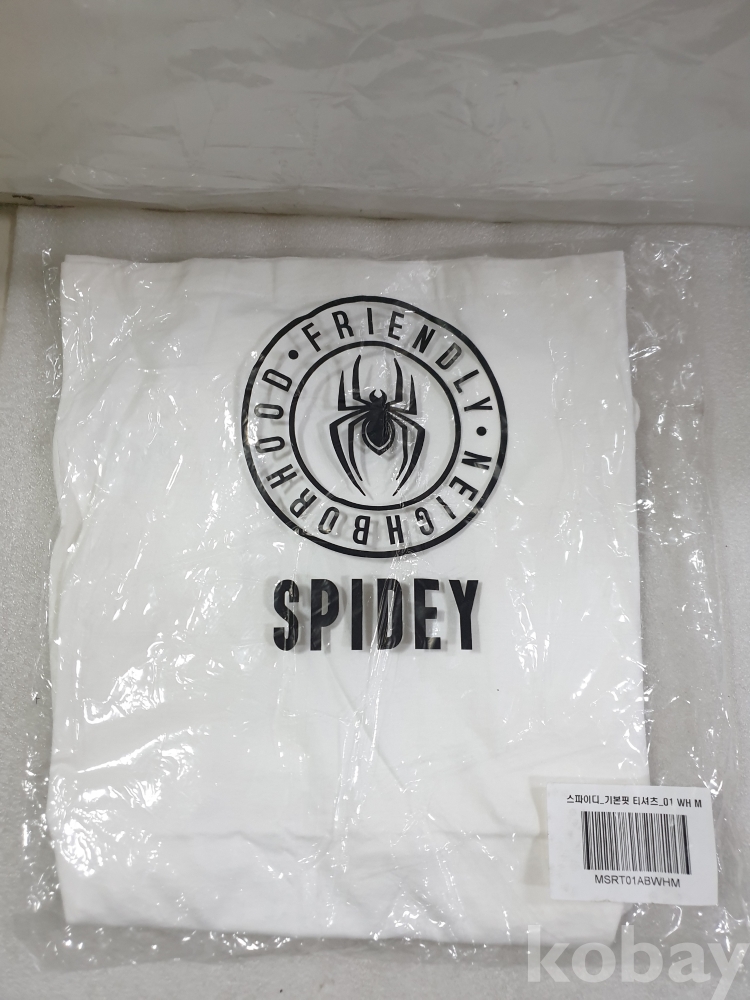 FRIENDLY • NEIGHBORHOOD •
SPIDEY
스파이디_기본핏 티셔츠_01 WH M
MSRT01ABWHM
kobay